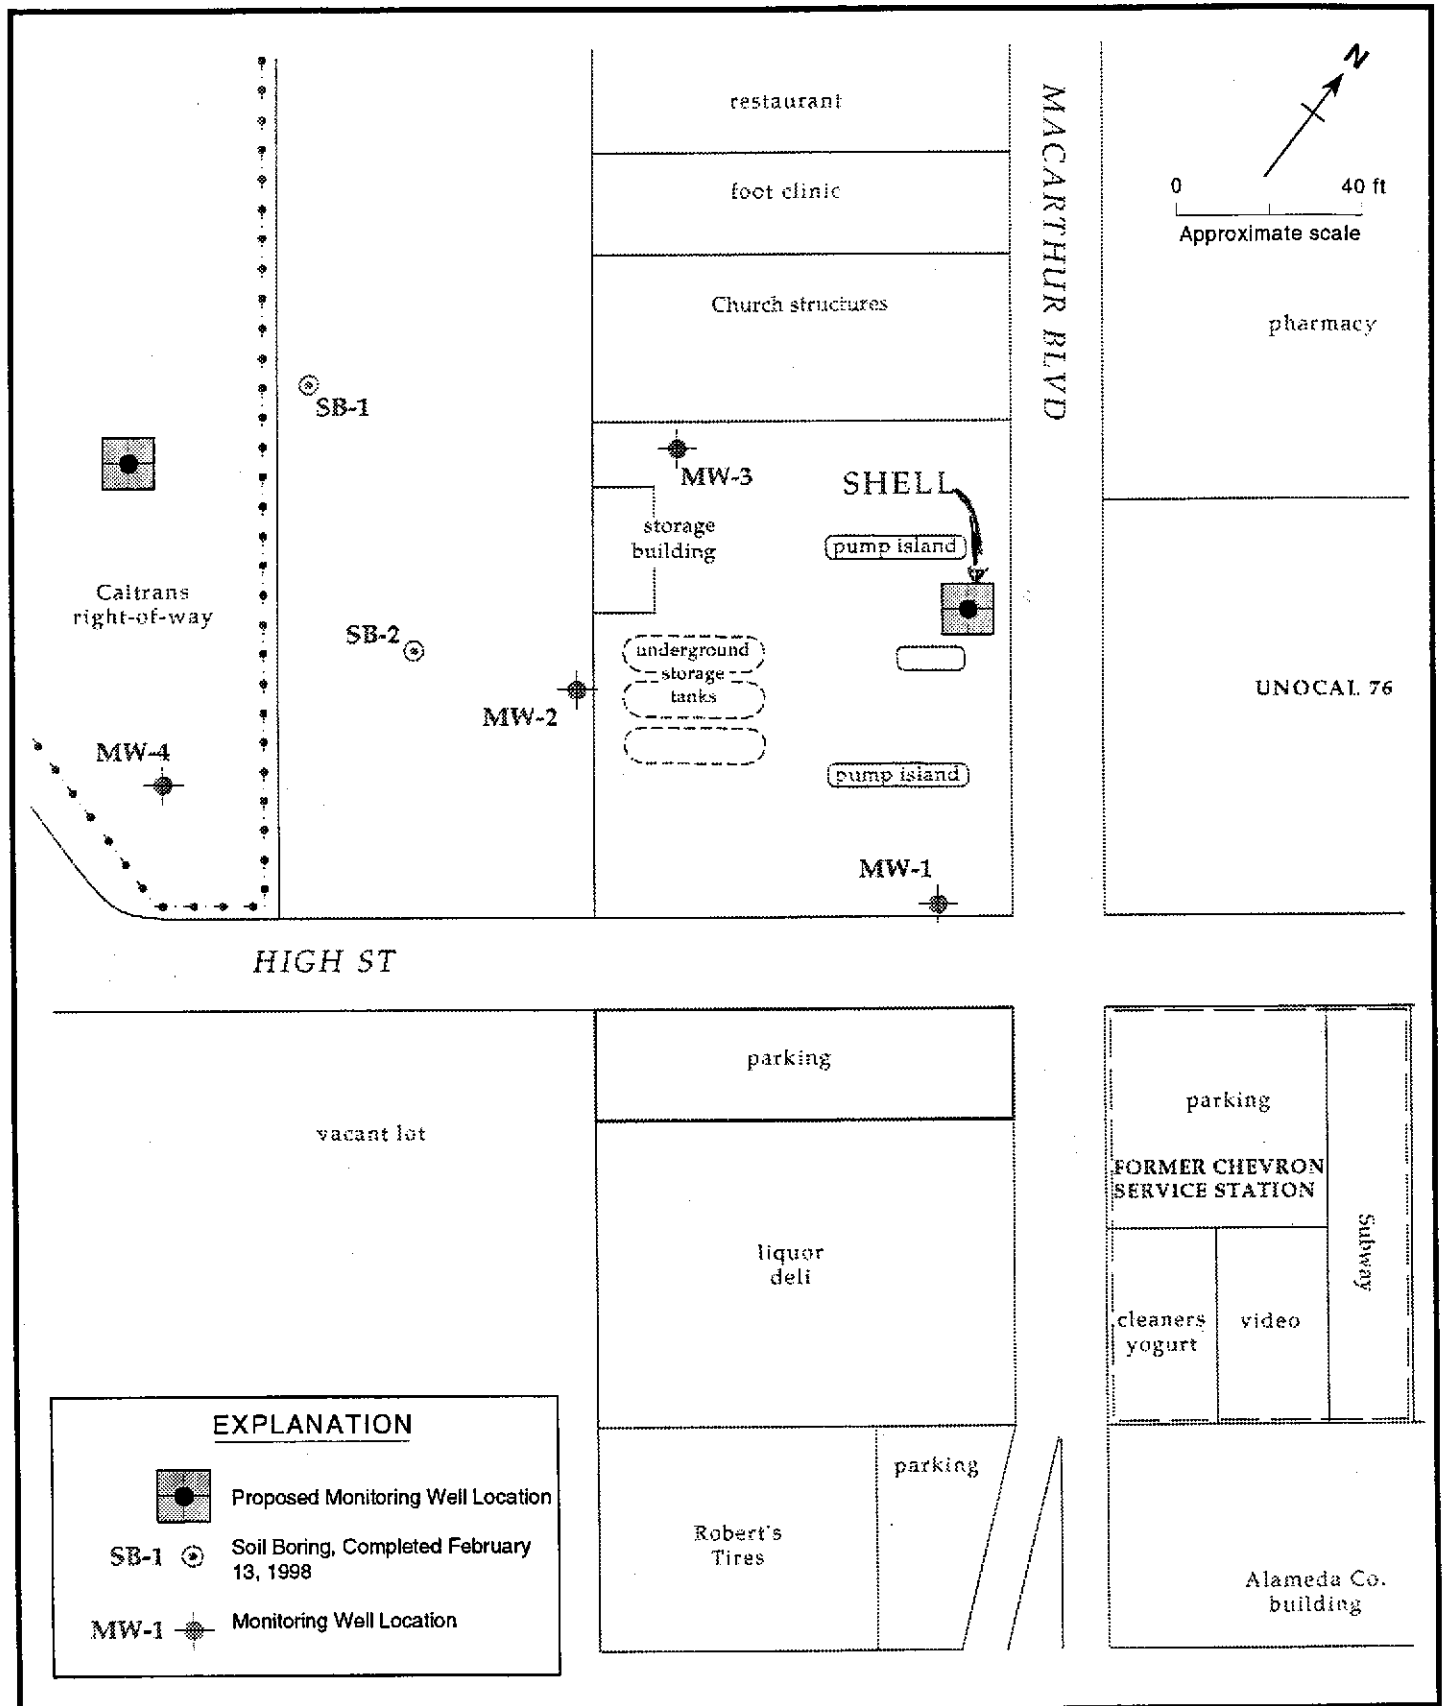 N
0 40 ft
Approximate scale
restaurant
foot clinic
Church structures
MACARTHUR BLVD
pharmacy
SB-1
MW-3
SHELL
storage
building
pump island
Caltrans
right-of-way
SB-2
underground
storage
tanks
MW-2
UNOCAL 76
MW-4
pump island
MW-1
HIGH ST
parking
vacant lot
parking
FORMER CHEVRON
SERVICE STATION
Subway
liquor
deli
cleaners
yogurt
video
parking
Robert's
Tires
Alameda Co.
building
EXPLANATION
Proposed Monitoring Well Location
SB-1 Soil Boring, Completed February
13, 1998
MW-1 Monitoring Well Location